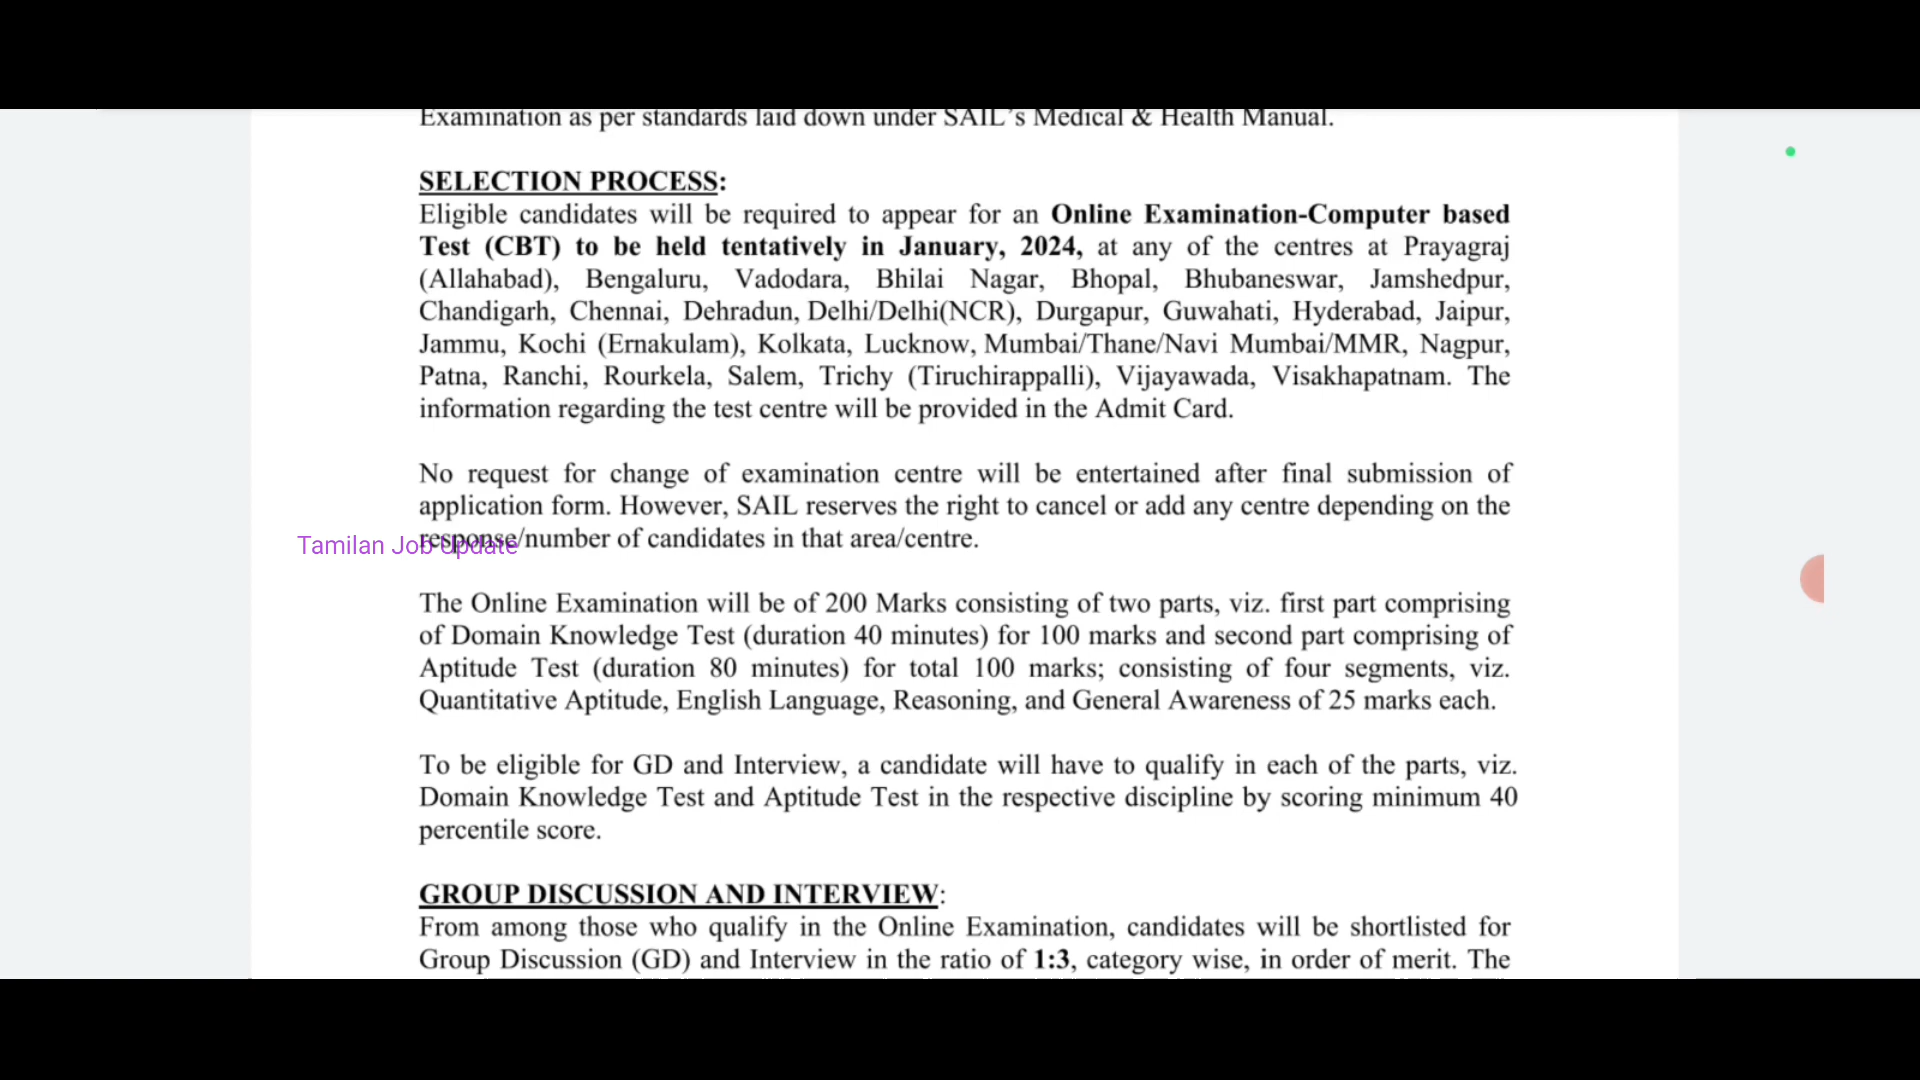 Examination as per standards laid down under SAIL's Medical & Health Manual.
SELECTION PROCESS:
Eligible candidates will be required to appear for an Online Examination-Computer based
Test (CBT) to be held tentatively in January, 2024, at any of the centres at Prayagraj
(Allahabad), Bengaluru, Vadodara, Bhilai Nagar, Bhopal, Bhubaneswar, Jamshedpur,
Chandigarh, Chennai, Dehradun, Delhi/Delhi(NCR), Durgapur, Guwahati, Hyderabad, Jaipur,
Jammu, Kochi (Ernakulam), Kolkata, Lucknow, Mumbai/Thane/Navi Mumbai/MMR, Nagpur,
Patna, Ranchi, Rourkela, Salem, Trichy (Tiruchirappalli), Vijayawada, Visakhapatnam. The
information regarding the test centre will be provided in the Admit Card.
No request for change of examination centre will be entertained after final submission of
application form. However, SAIL reserves the right to cancel or add any centre depending on the
response/number of candidates in that area/centre.
Tamilan Job Update
The Online Examination will be of 200 Marks consisting of two parts, viz. first part comprising
of Domain Knowledge Test (duration 40 minutes) for 100 marks and second part comprising of
Aptitude Test (duration 80 minutes) for total 100 marks; consisting of four segments, viz.
Quantitative Aptitude, English Language, Reasoning, and General Awareness of 25 marks each.
To be eligible for GD and Interview, a candidate will have to qualify in each of the parts, viz.
Domain Knowledge Test and Aptitude Test in the respective discipline by scoring minimum 40
percentile score.
GROUP DISCUSSION AND INTERVIEW:
From among those who qualify in the Online Examination, candidates will be shortlisted for
Group Discussion (GD) and Interview in the ratio of 1:3, category wise, in order of merit. The